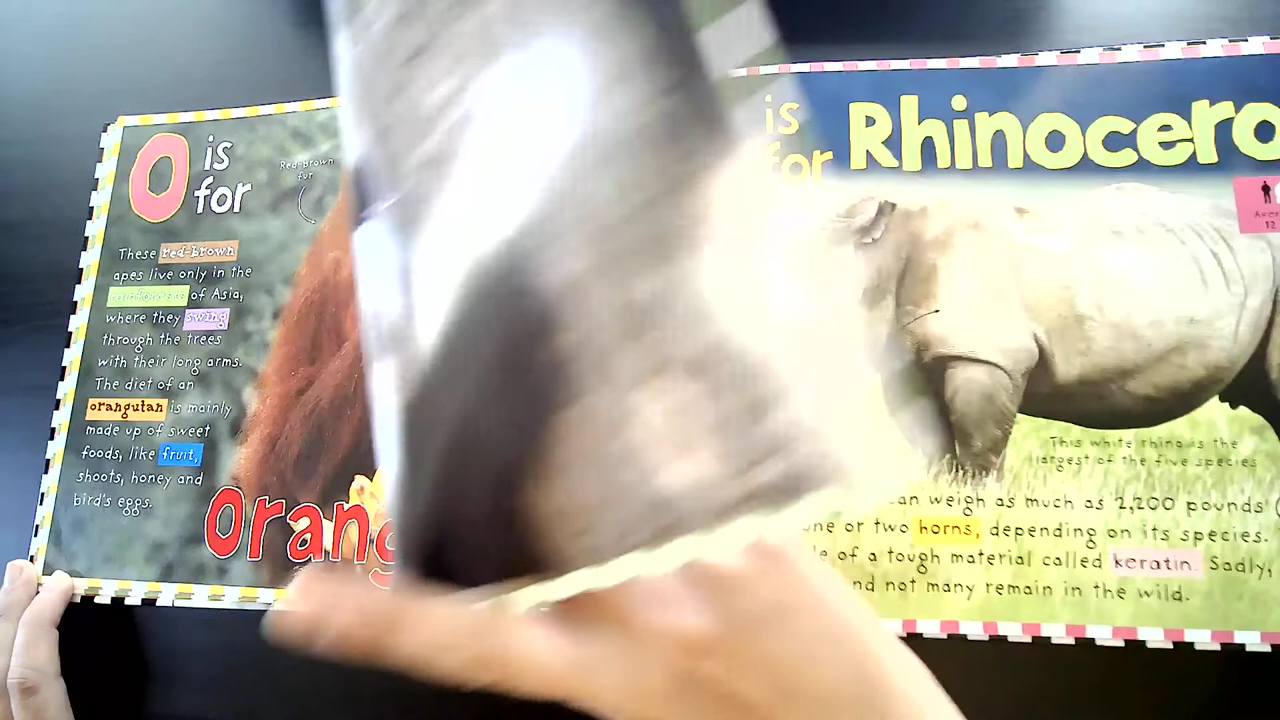 O is
for
Red-brown
fur
These red-brown
apes live only in the
rainforests of Asia,
where they swing
through the trees
with their long arms.
The diet of an
orangutan is mainly
made up of sweet
foods, like fruit,
shoots, honey and
bird's eggs.
Orang
is
for Rhinocero
12
This white rhino is the
largest of the five species
an weigh as much as 2,200 pounds
one or two horns, depending on its species.
of a tough material called keratin. Sadly,
nd not many remain in the wild.